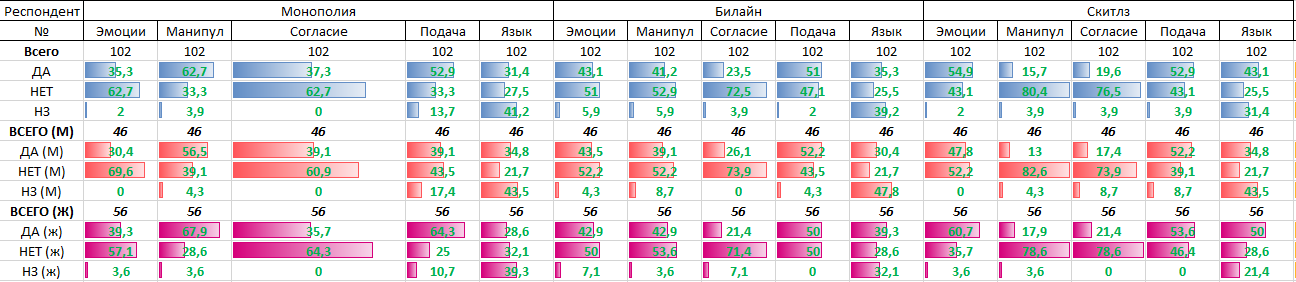 Респондент Монополия Билайн Скитлз
№ Эмоции Манипул Согласие Подача Язык Эмоции Манипул Согласие Подача Язык Эмоции Манипул Согласие Подача Язык
Всего 102 102 102 102 102 102 102 102 102 102 102 102 102 102 102
ДА 35,3 62,7 37,3 52,9 31,4 43,1 41,2 23,5 51 35,3 54,9 15,7 19,6 52,9 43,1
НЕТ 62,7 33,3 62,7 33,3 27,5 51 52,9 72,5 47,1 25,5 43,1 80,4 76,5 43,1 25,5
НЗ 2 3,9 0 13,7 41,2 5,9 5,9 3,9 2 39,2 2 3,9 3,9 3,9 31,4
ВСЕГО (М) 46 46 46 46 46 46 46 46 46 46 46 46 46 46 46
ДА (М) 30,4 56,5 39,1 39,1 34,8 43,5 39,1 26,1 52,2 30,4 47,8 13 17,4 52,2 34,8
НЕТ (М) 69,6 39,1 60,9 43,5 21,7 52,2 52,2 73,9 43,5 21,7 52,2 82,6 73,9 39,1 21,7
НЗ (М) 0 4,3 0 17,4 43,5 4,3 8,7 0 4,3 47,8 0 4,3 8,7 8,7 43,5
ВСЕГО (Ж) 56 56 56 56 56 56 56 56 56 56 56 56 56 56 56
ДА (ж) 39,3 67,9 35,7 64,3 28,6 42,9 42,9 21,4 50 39,3 60,7 17,9 21,4 53,6 50
НЕТ (ж) 57,1 28,6 64,3 25 32,1 50 53,6 71,4 50 28,6 35,7 78,6 78,6 46,4 28,6
НЗ (ж) 3,6 3,6 0 10,7 39,3 7,1 3,6 7,1 0 32,1 3,6 3,6 0 0 21,4